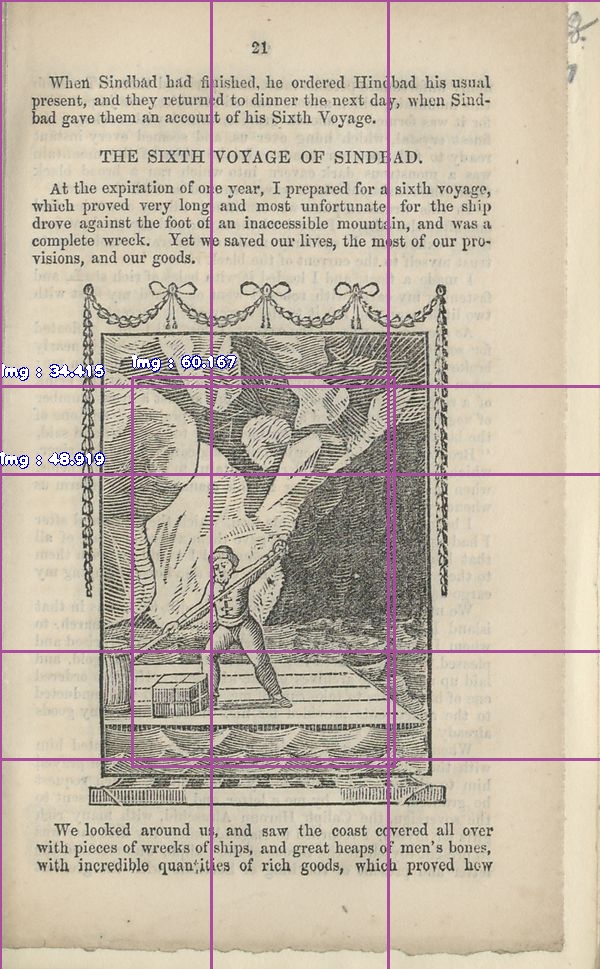 21
When Sindbad had finished, he ordered Hindbad his usual
present, and they returned to dinner the next day, when Sind-
bad gave them an account of his Sixth Voyage.
THE SIXTH VOYAGE OF SINDBAD.
At the expiration of one year, I prepared for a sixth voyage,
which proved very long and most unfortunate, for the ship
drove against the foot of an inaccessible mountain, and was a
complete wreck. Yet we saved our lives, the most of our pro-
visions, and our goods.
Img : 60.167
Img : 34.415
Img : 48.919
We looked around us, and saw the coast covered all over
with pieces of wrecks of ships, and great heaps of men's bones,
with incredible quantities of rich goods, which proved how